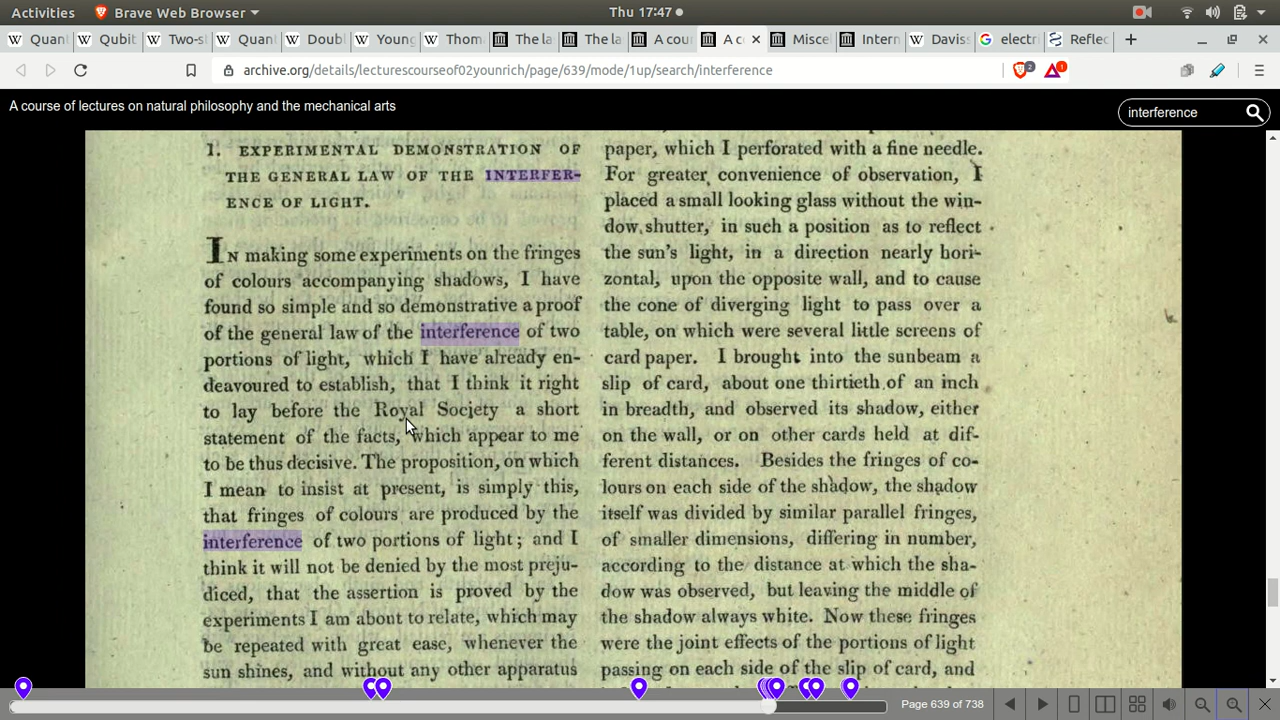 Activities
Brave Web Browser
Thu 17:47
Quant
Qubit
Two-s
Quant
Doubl
Young
Thom
The la
The la
A cour
A co
Miscel
Intern
Daviss
electri
Reflec
archive.org/details/lecturescourseof02younrich/page/639/mode/1up/search/interference
2
1
A course of lectures on natural philosophy and the mechanical arts
interference
1. EXPERIMENTAL DEMONSTRATION OF
THE GENERAL LAW OF THE INTERFER-
ENCE OF LIGHT.
In making some experiments on the fringes
of colours accompanying shadows, I have
found so simple and so demonstrative a proof
of the general law of the interference of two
portions of light, which I have already en-
deavoured to establish, that I think it right
to lay before the Royal Society a short
statement of the facts, which appear to me
to be thus decisive. The proposition, on which
I mean to insist at present, is simply this,
that fringes of colours are produced by the
interference of two portions of light; and I
think it will not be denied by the most preju-
diced, that the assertion is proved by the
experiments I am about to relate, which may
be repeated with great ease, whenever the
sun shines, and without any other apparatus
paper, which I perforated with a fine needle.
For greater convenience of observation, I
placed a small looking glass without the win-
dow shutter, in such a position as to reflect
the sun's light, in a direction nearly hori-
zontal, upon the opposite wall, and to cause
the cone of diverging light to pass over a
table, on which were several little screens of
card paper. I brought into the sunbeam a
slip of card, about one thirtieth of an inch
in breadth, and observed its shadow, either
on the wall, or on other cards held at dif-
ferent distances. Besides the fringes of co-
lours on each side of the shadow, the shadow
itself was divided by similar parallel fringes,
of smaller dimensions, differing in number,
according to the distance at which the sha-
dow was observed, but leaving the middle of
the shadow always white. Now these fringes
were the joint effects of the portions of light
passing on each side of the slip of card, and
Page 639 of 738